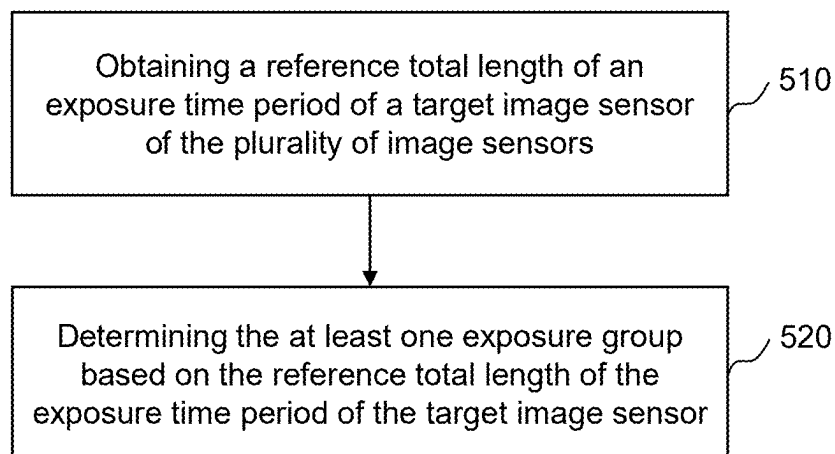 Obtaining a reference total length of an
exposure time period of a target image sensor
of the plurality of image sensors
510
Determining the at least one exposure group
based on the reference total length of the
exposure time period of the target image sensor
520